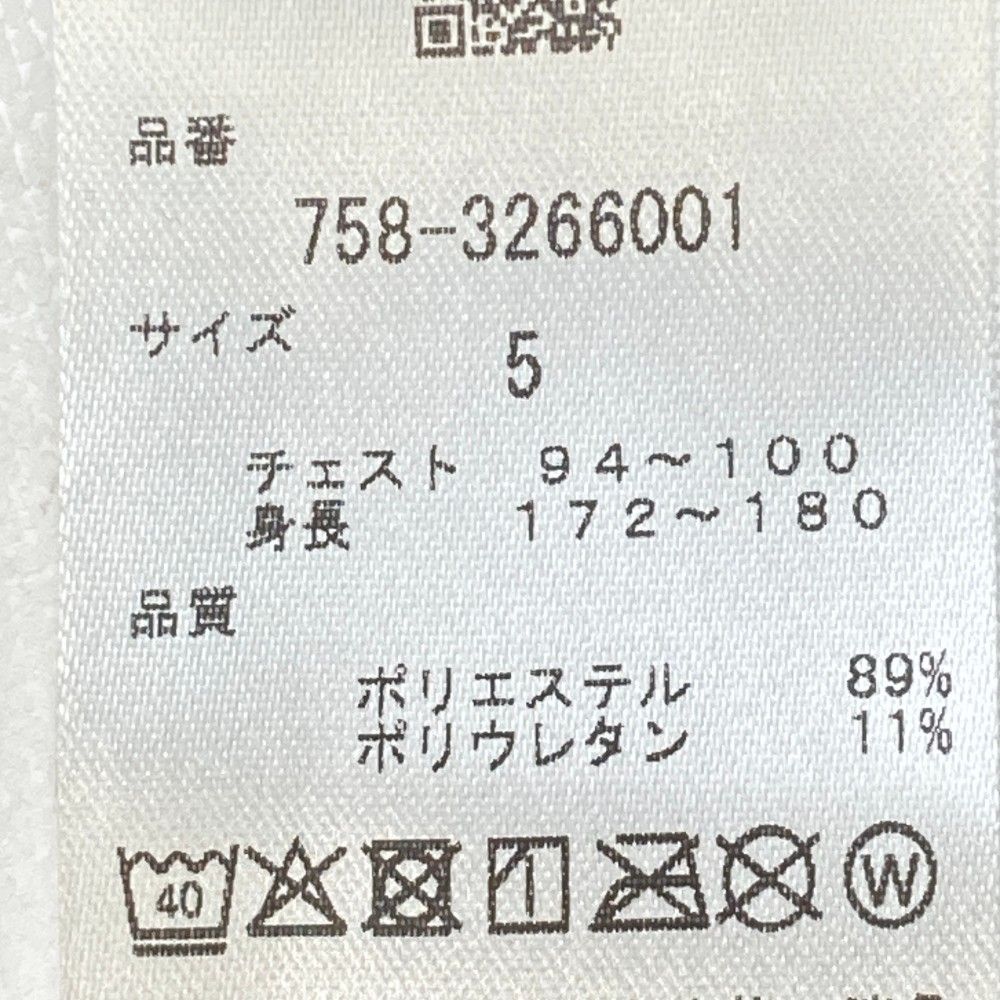 品番
758-3266001
サイズ
5
チェスト 94～100
身長 172～180
品質
ポリエステル 89%
ポリウレタン 11%
40 W